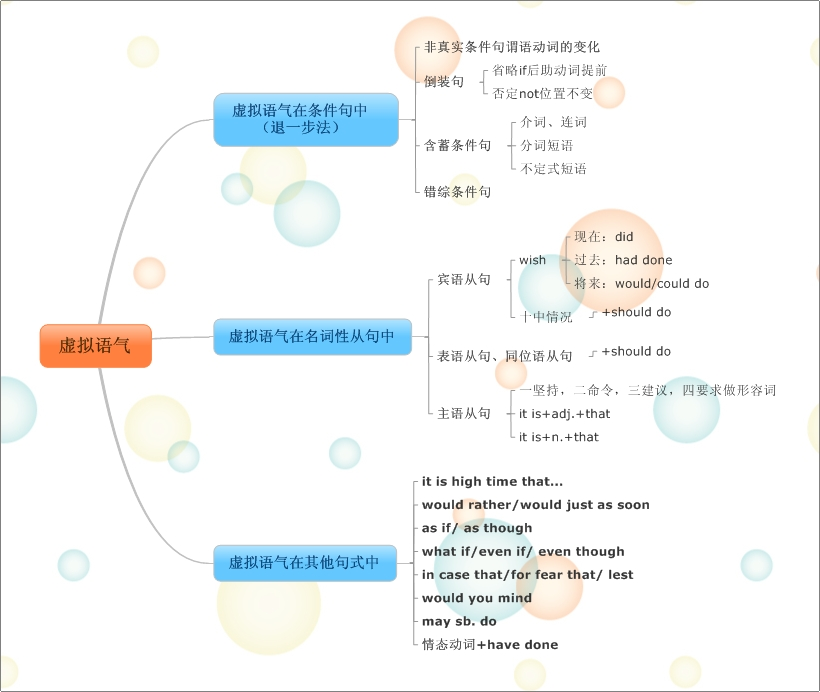 虚拟语气
虚拟语气在条件句中
（退一步法）
非真实条件句谓语动词的变化
倒装句
省略if后助动词提前
否定not位置不变
含蓄条件句
介词、连词
分词短语
不定式短语
错综条件句
虚拟语气在名词性从句中
宾语从句
wish
现在：did
过去：had done
将来：would/could do
十中情况
+should do
表语从句、同位语从句
+should do
主语从句
一坚持，二命令，三建议，四要求做形容词
it is+adj.+that
it is+n.+that
虚拟语气在其他句式中
it is high time that...
would rather/would just as soon
as if/ as though
what if/even if/ even though
in case that/for fear that/ lest
would you mind
may sb. do
情态动词+have done